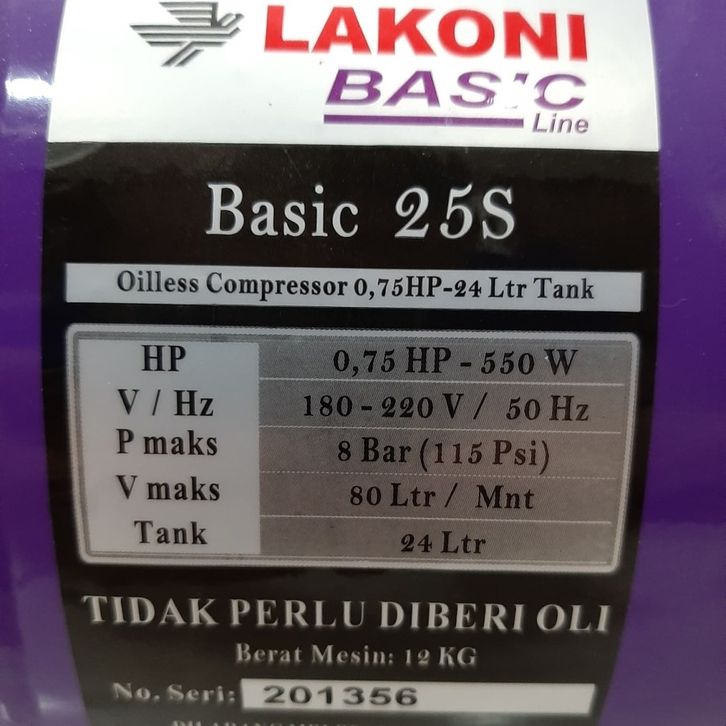 LAKONI
BASIC
Line
Basic 25S
Oilless Compressor 0,75HP-24 Ltr Tank
HP 0,75 HP - 550 W
V / Hz 180 - 220 V / 50 Hz
P maks 8 Bar (115 Psi)
V maks 80 Ltr / Mnt
Tank 24 Ltr
TIDAK PERLU DIBERI OLI
Berat Mesin: 12 KG
No. Seri: 201356